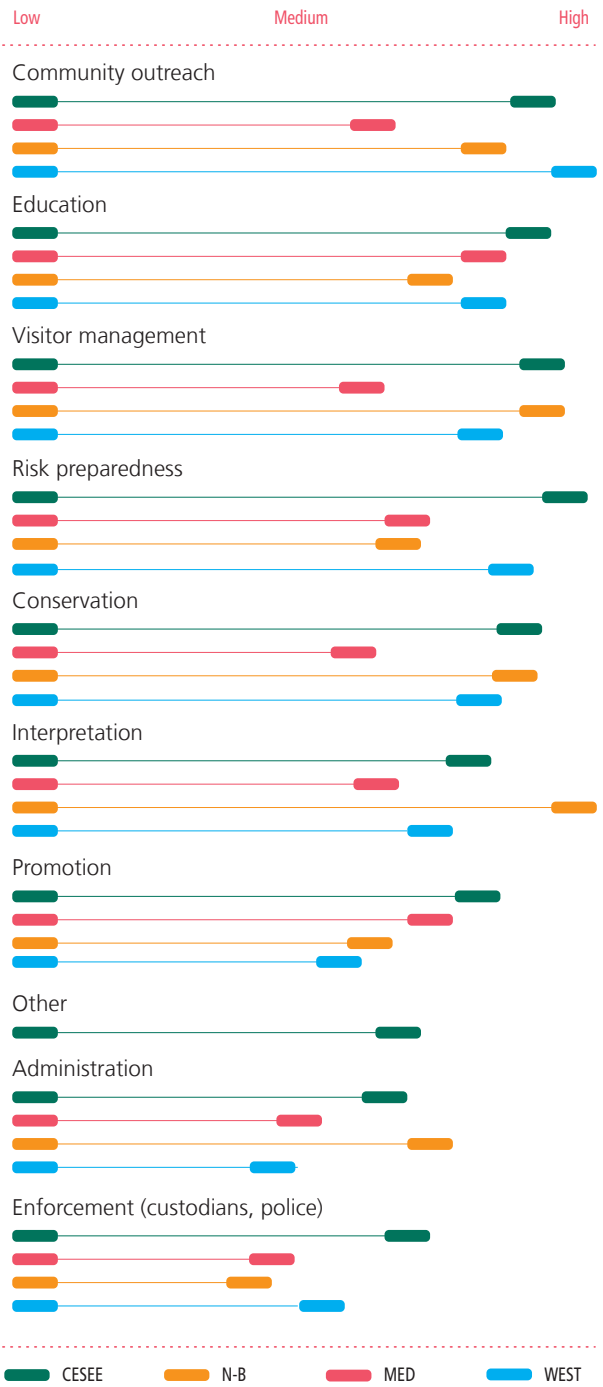 Low Medium High
Community outreach
Education
Visitor management
Risk preparedness
Conservation
Interpretation
Promotion
Other
Administration
Enforcement (custodians, police)
CESEE N-B MED WEST